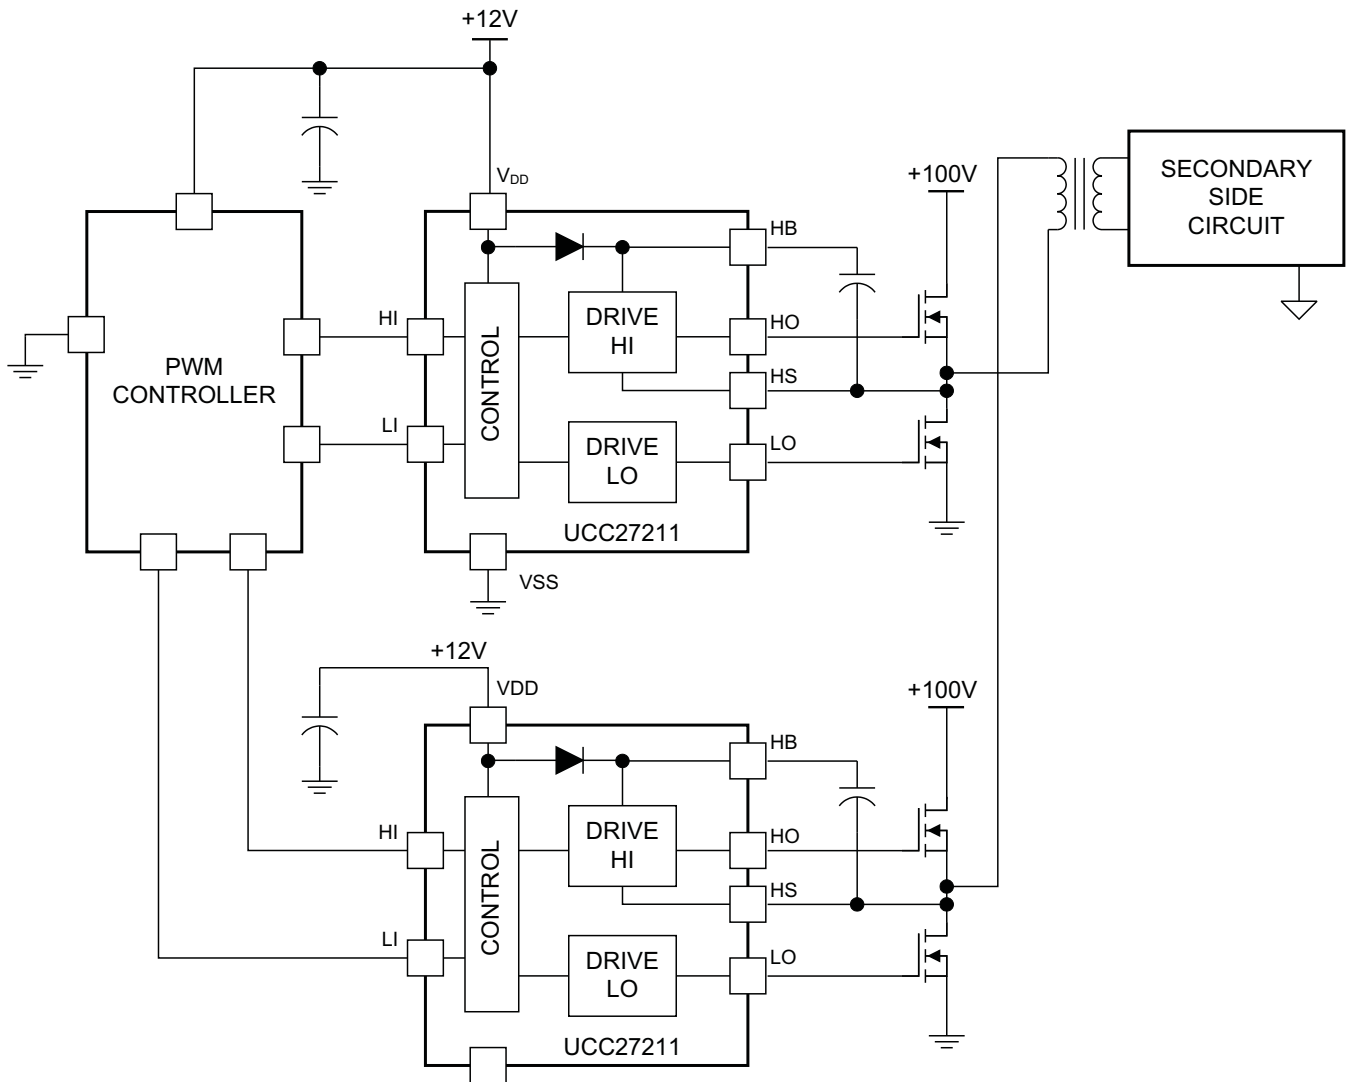 +12V
V_DD
+100V
SECONDARY
SIDE
CIRCUIT
HB
HI
DRIVE
HI
HO
PWM
CONTROLLER
CONTROL
HS
LI
DRIVE
LO
LO
UCC27211
VSS
+12V
VDD
+100V
HB
HI
DRIVE
HI
HO
CONTROL
HS
LI
DRIVE
LO
LO
UCC27211